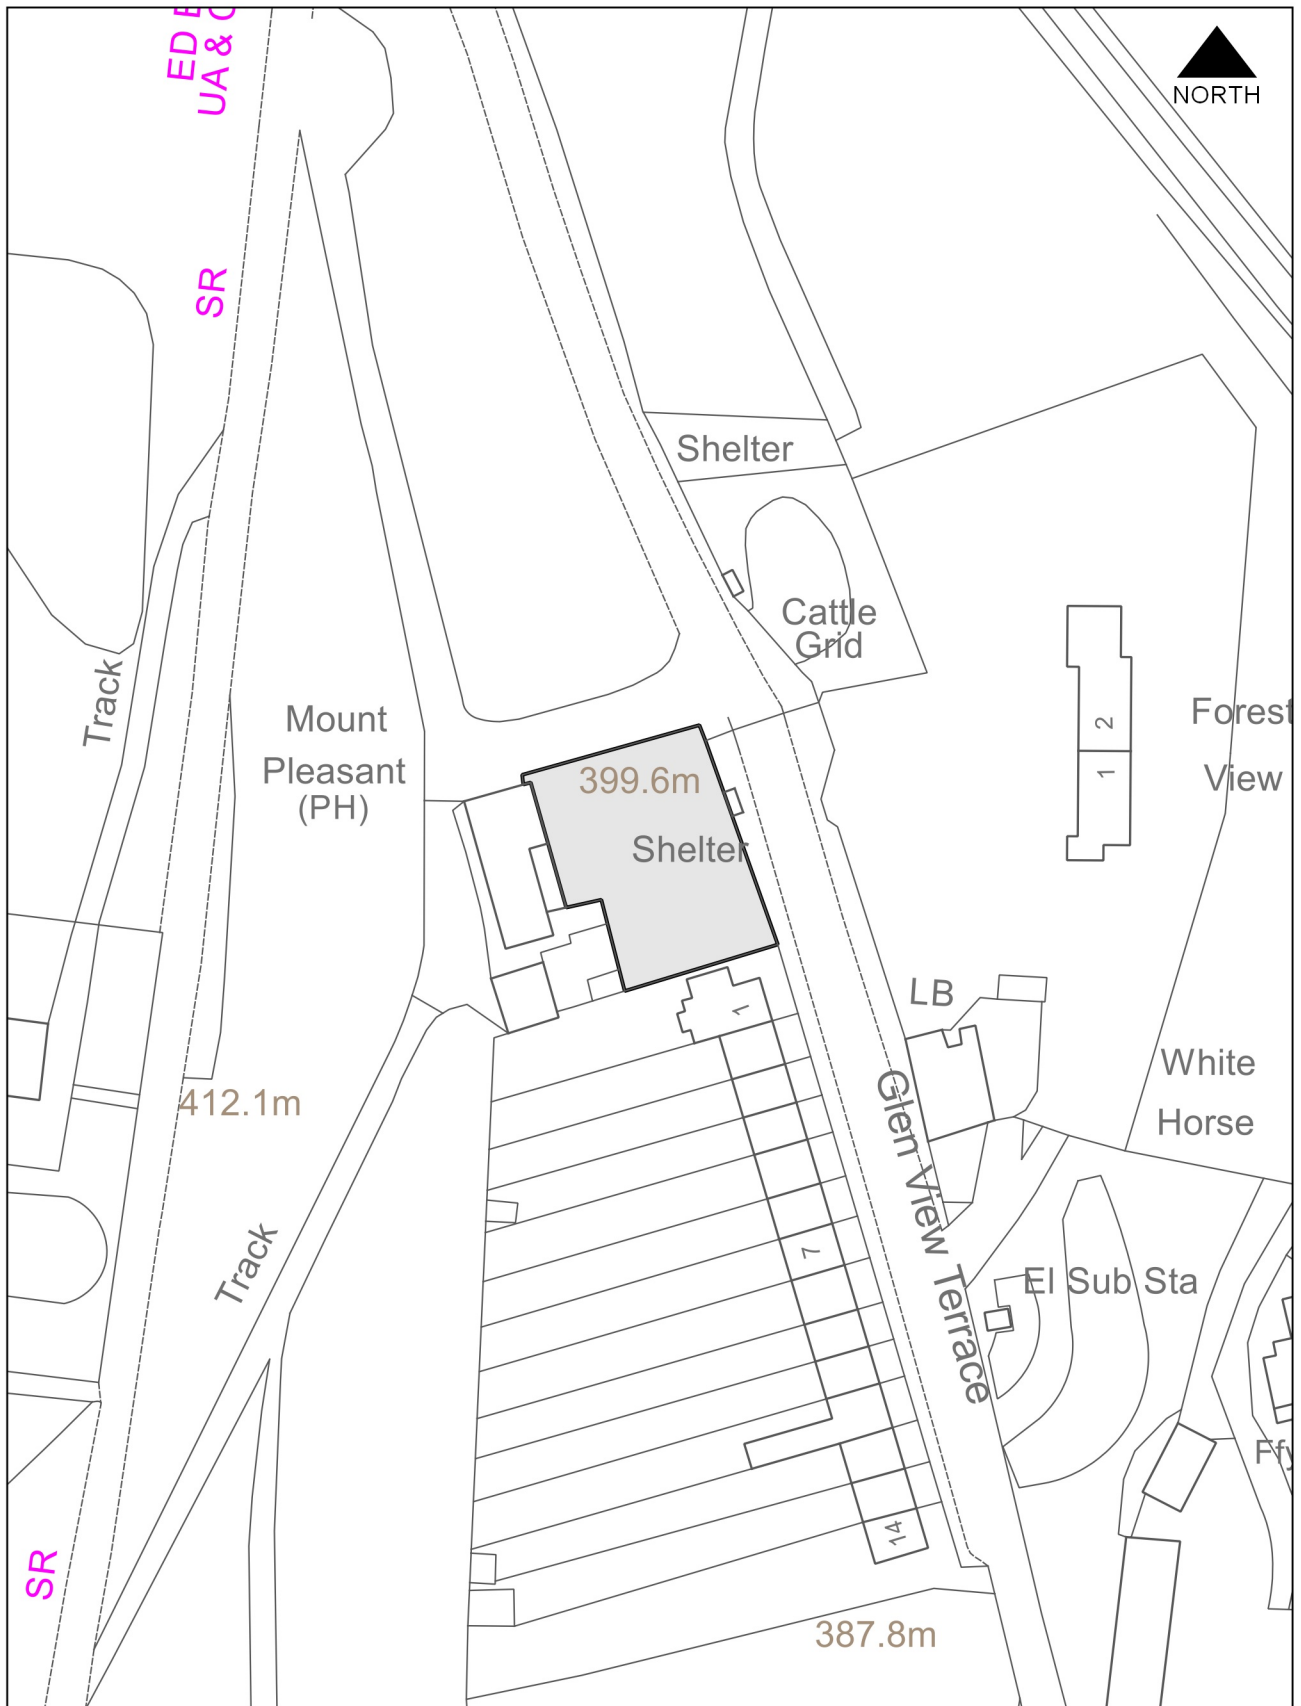 ED B
UA & C
NORTH
SR
Shelter
Cattle
Grid
Track
Mount
Pleasant
(PH)
399.6m
Shelter
2
1
Forest
View
LB
1
White
Horse
412.1m
Glen View Terrace
Track
7
El Sub Sta
Ffy
14
SR
387.8m